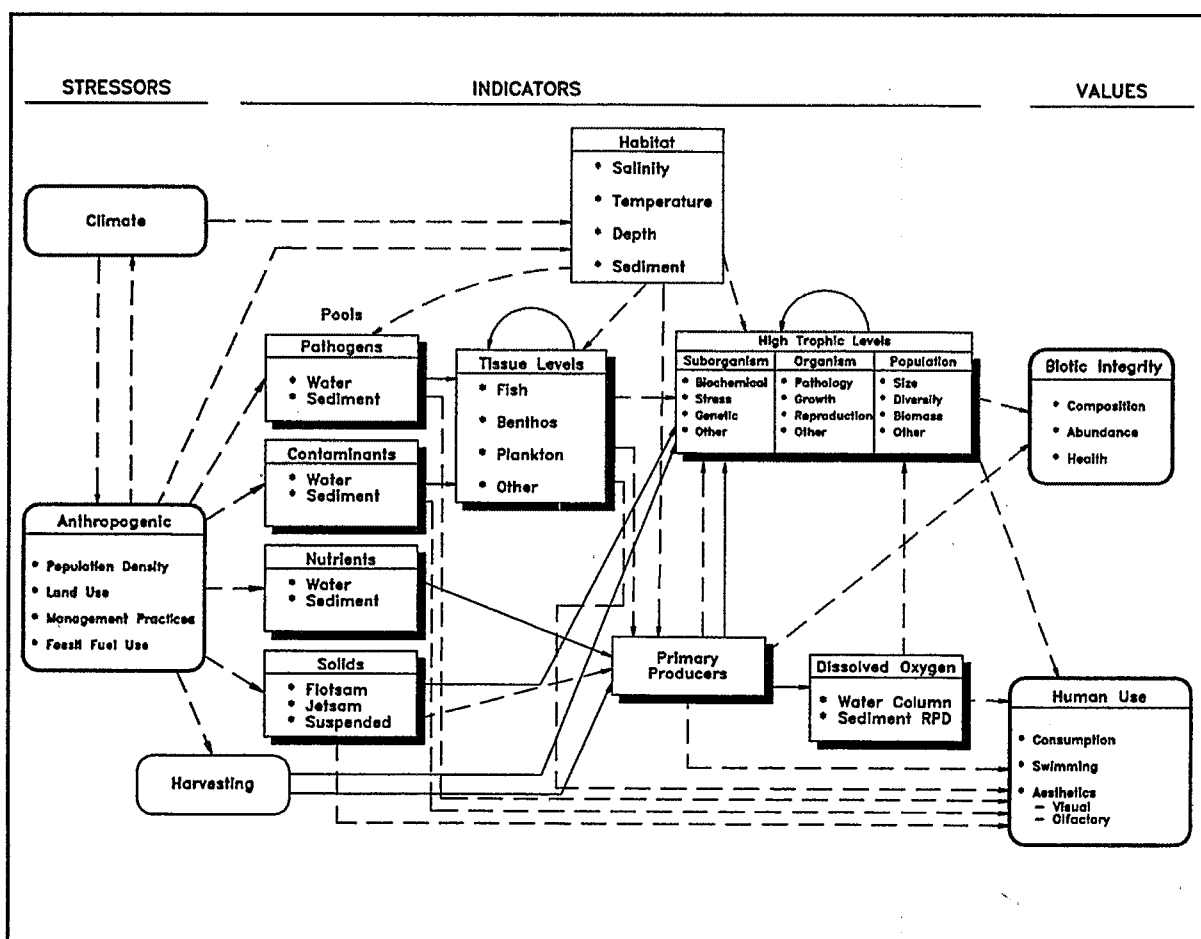 STRESSORS
INDICATORS
VALUES
Habitat
* Salinity
* Temperature
* Depth
* Sediment
Climate
Pools
Pathogens
* Water
* Sediment
Tissue Levels
* Fish
* Benthos
* Plankton
* Other
High Trophic Levels
Suborganism
* Biochemical
* Stress
* Genetic
* Other
Organism
* Pathology
* Growth
* Reproduction
* Other
Population
* Size
* Diversity
* Biomass
* Other
Biotic Integrity
* Composition
* Abundance
* Health
Contaminants
* Water
* Sediment
Anthropogenic
* Population Density
* Land Use
* Management Practices
* Fossil Fuel Use
Nutrients
* Water
* Sediment
Solids
* Flotsam
* Jetsam
* Suspended
Primary
Producers
Dissolved Oxygen
* Water Column
* Sediment RPD
Human Use
* Consumption
* Swimming
* Aesthetics
– Visual
– Olfactory
Harvesting